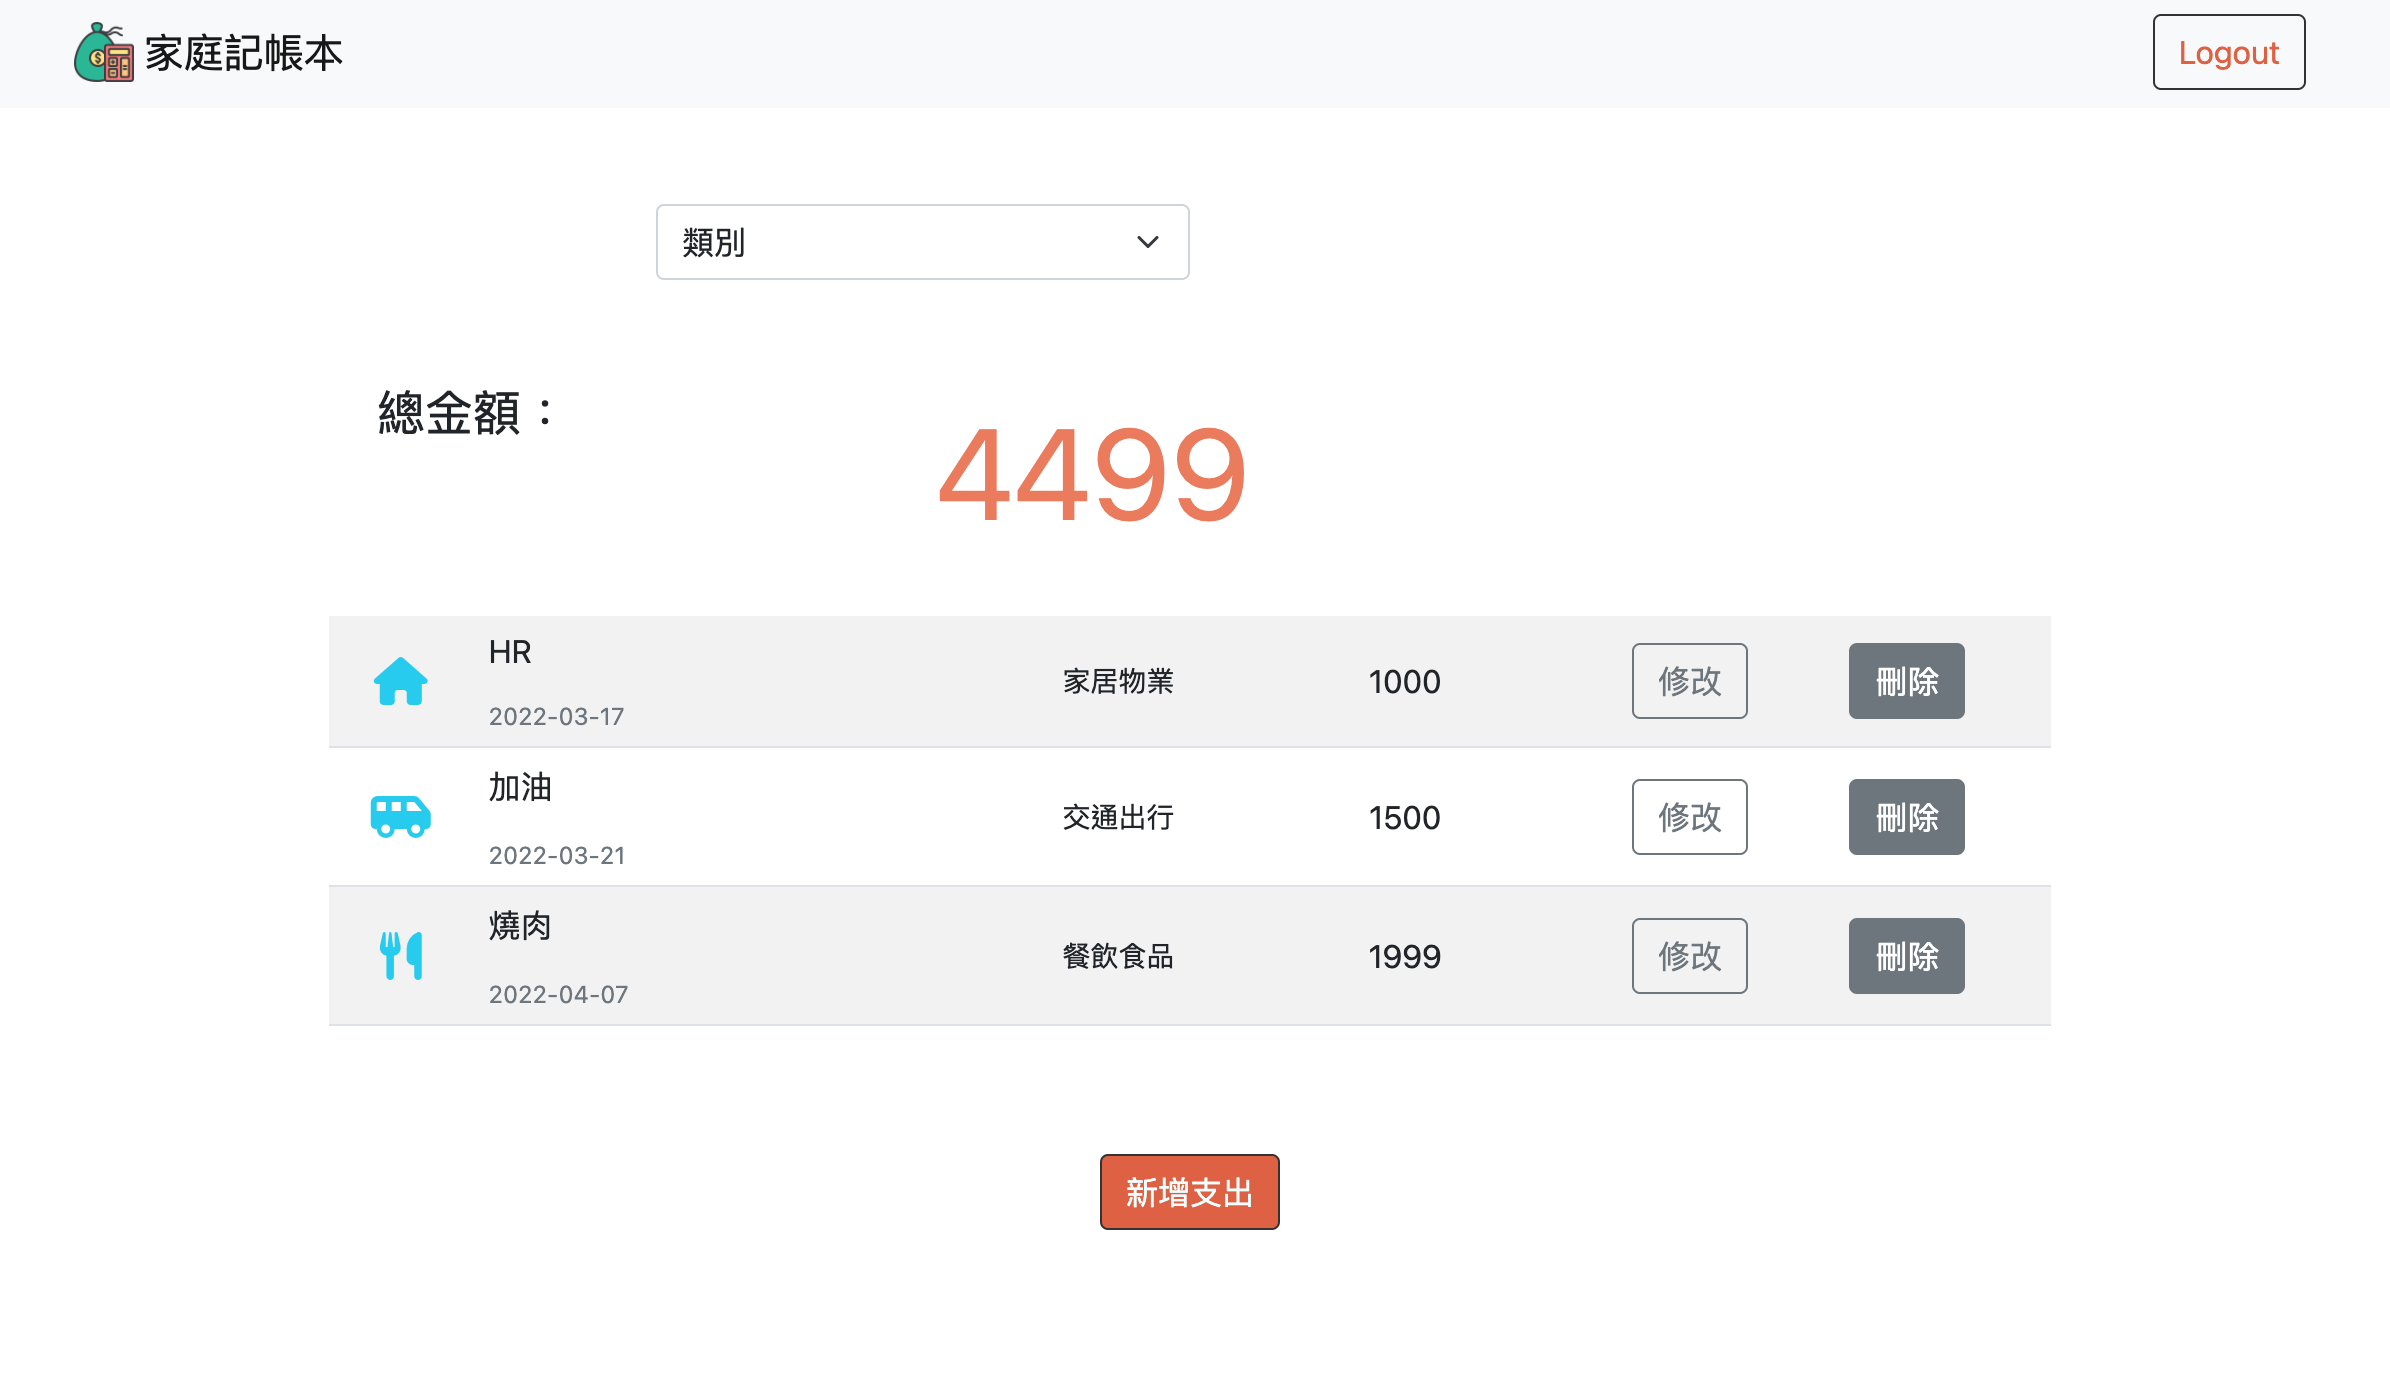 家庭記帳本
Logout
類別
總金額：
4499
HR
2022-03-17
家居物業
1000
修改
刪除
加油
2022-03-21
交通出行
1500
修改
刪除
燒肉
2022-04-07
餐飲食品
1999
修改
刪除
新增支出